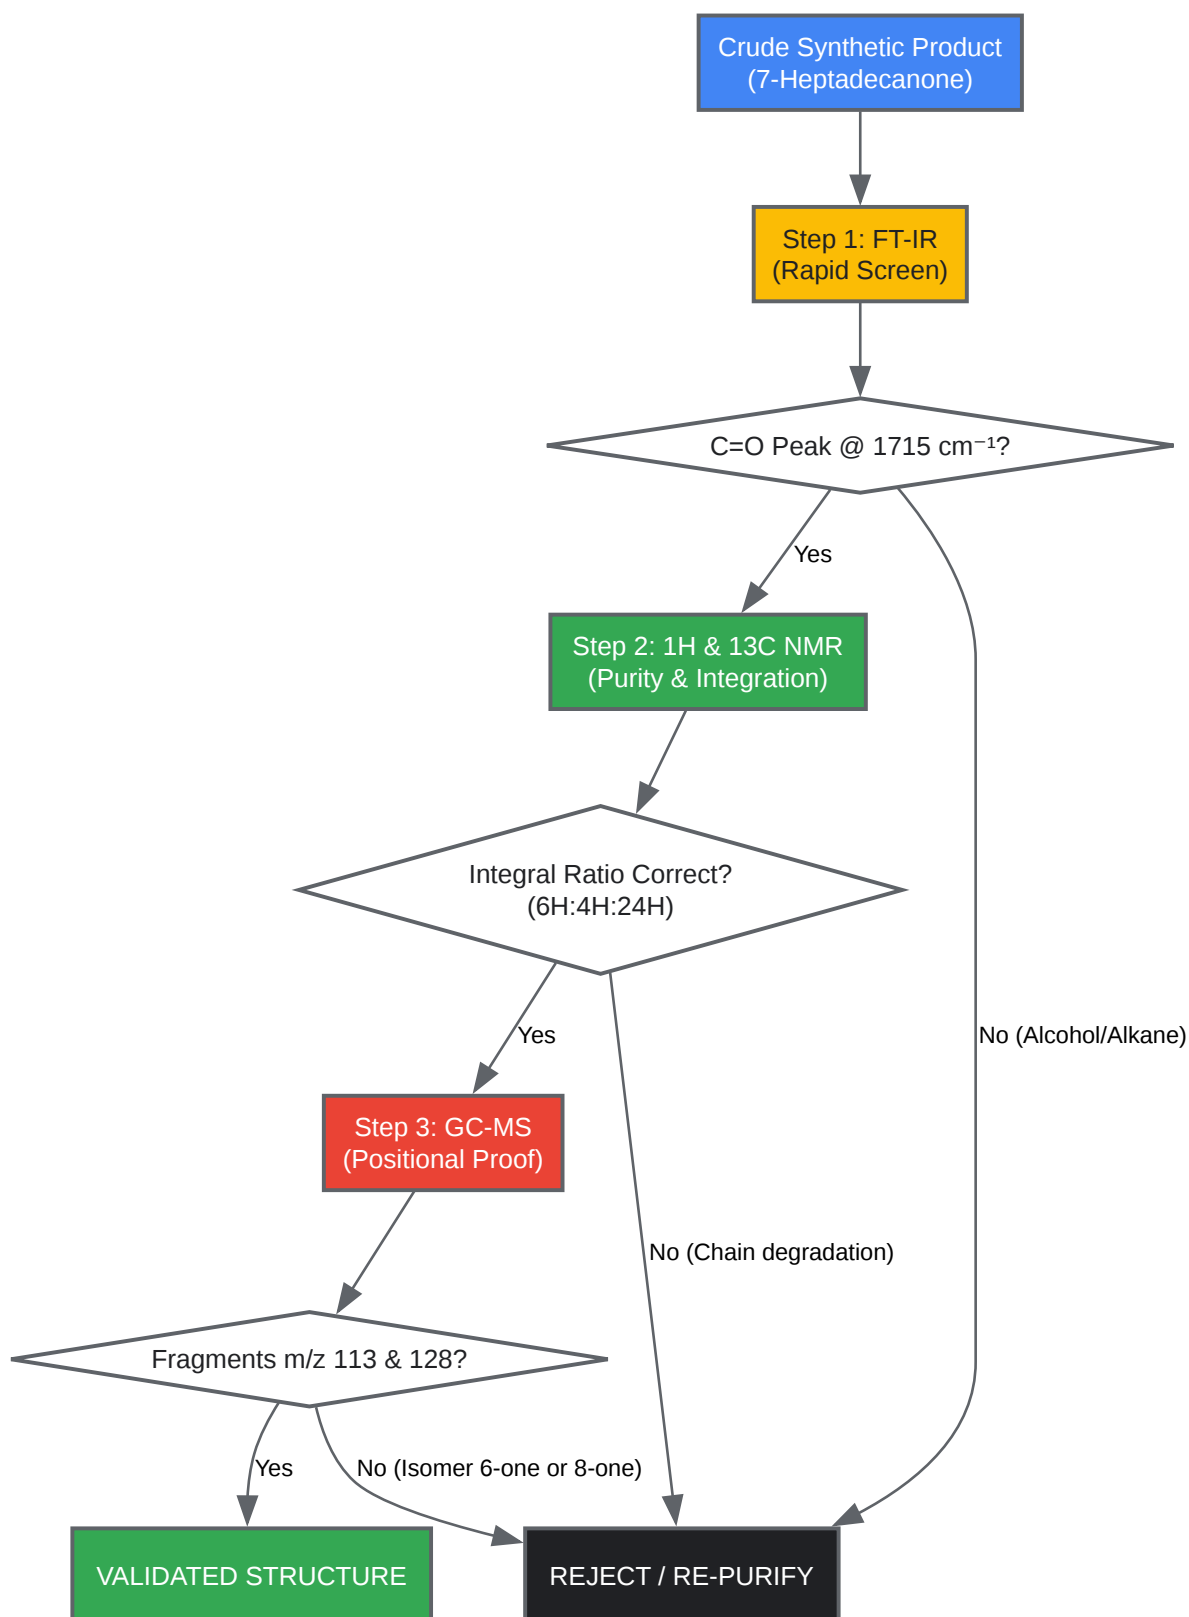 Crude Synthetic Product
(7-Heptadecanone)
Step 1: FT-IR
(Rapid Screen)
C=O Peak @ 1715 cm⁻¹?
Yes
Step 2: 1H & 13C NMR
(Purity & Integration)
Integral Ratio Correct?
(6H:4H:24H)
Yes
No (Alcohol/Alkane)
Step 3: GC-MS
(Positional Proof)
No (Chain degradation)
Fragments m/z 113 & 128?
Yes
No (Isomer 6-one or 8-one)
VALIDATED STRUCTURE
REJECT / RE-PURIFY